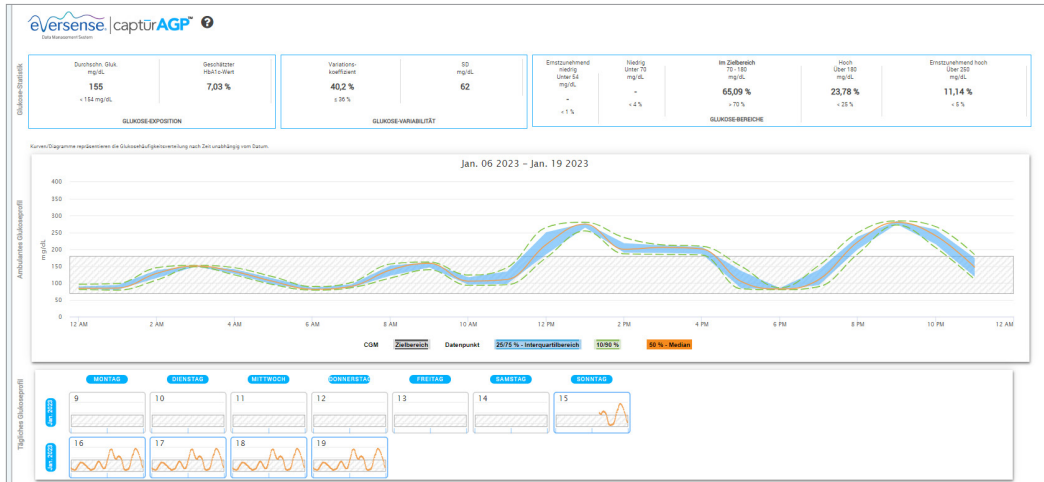 eversense. | captūrAGP™ ?
Data Management System
Glukose-Statistik
Durchschn. Gluk.
mg/dL
155
< 154 mg/dL
Geschätzter
HbA1c-Wert
7,03 %
GLUKOSE-EXPOSITION
Variations-
koeffizient
40,2 %
≤ 36 %
SD
mg/dL
62
GLUKOSE-VARIABILITÄT
Ernstzunehmend
niedrig
Unter 54
mg/dL
-
< 1 %
Niedrig
Unter 70
mg/dL
-
< 4 %
Im Zielbereich
70 - 180
mg/dL
65,09 %
> 70 %
Hoch
Über 180
mg/dL
23,78 %
< 25 %
Ernstzunehmend hoch
Über 250
mg/dL
11,14 %
< 5 %
GLUKOSE-BEREICHE
Kurven/Diagramme repräsentieren die Glukosehäufigkeitsverteilung nach Zeit unabhängig vom Datum.
Ambulantes Glukoseprofil
Jan. 06 2023 – Jan. 19 2023
mg/dL
400
350
300
250
200
150
100
50
0
12 AM 2 AM 4 AM 6 AM 8 AM 10 AM 12 PM 2 PM 4 PM 6 PM 8 PM 10 PM 12 AM
CGM Zielbereich Datenpunkt 25/75 % - Interquartilbereich 10/90 % 50 % - Median
Tägliches Glukoseprofil
MONTAG DIENSTAG MITTWOCH DONNERSTAG FREITAG SAMSTAG SONNTAG
Jan. 2023
9 10 11 12 13 14 15
Jan. 2023
16 17 18 19